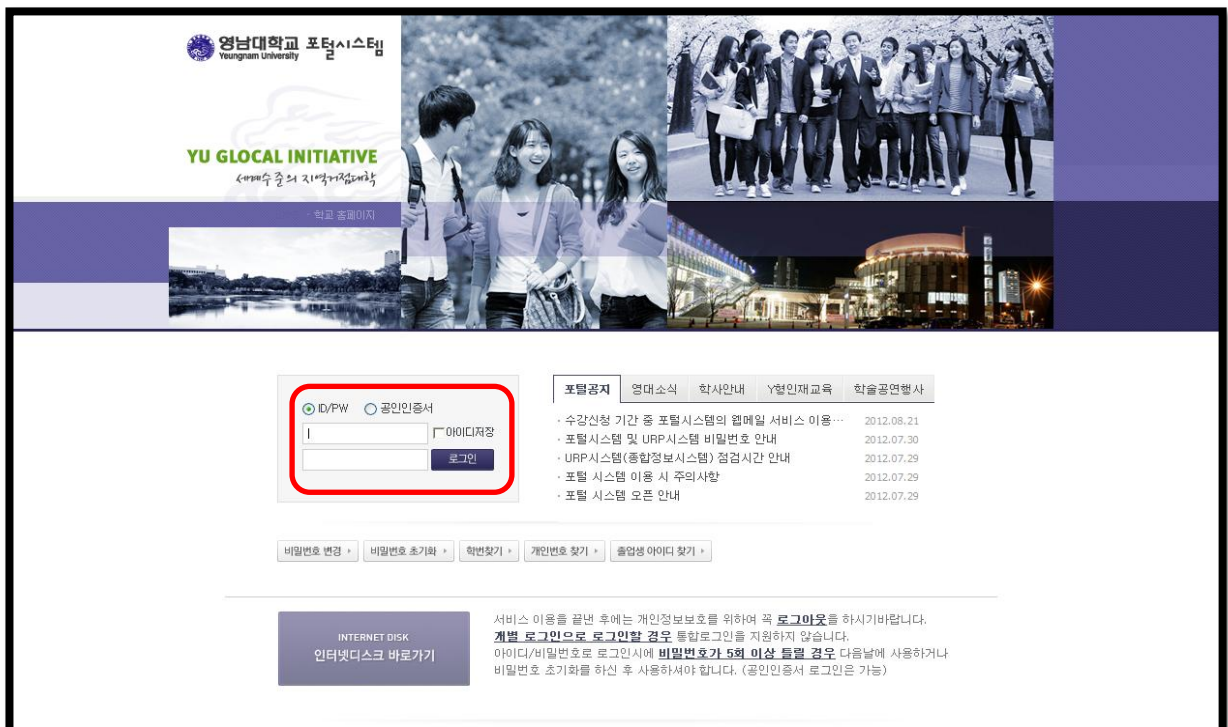 영남대학교 포털시스템
Yeungnam University
YU GLOCAL INITIATIVE
세계수준의 지역거점대학
· 학교 홈페이지
ID/PW 공인인증서
아이디저장
로그인
포털공지 영대소식 학사안내 Y형인재교육 학술공연행사
· 수강신청 기간 중 포털시스템의 웹메일 서비스 이용… 2012.08.21
· 포털시스템 및 URP시스템 비밀번호 안내 2012.07.30
· URP시스템(종합정보시스템) 점검시간 안내 2012.07.29
· 포털 시스템 이용 시 주의사항 2012.07.29
· 포털 시스템 오픈 안내 2012.07.29
비밀번호 변경 비밀번호 초기화 학번찾기 개인번호 찾기 졸업생 아이디 찾기
INTERNET DISK
인터넷디스크 바로가기
서비스 이용을 끝낸 후에는 개인정보보호를 위하여 꼭 로그아웃을 하시기바랍니다.
개별 로그인으로 로그인할 경우 통합로그인을 지원하지 않습니다.
아이디/비밀번호로 로그인시에 비밀번호가 5회 이상 틀릴 경우 다음날에 사용하거나
비밀번호 초기화를 하신 후 사용하셔야 합니다. (공인인증서 로그인은 가능)